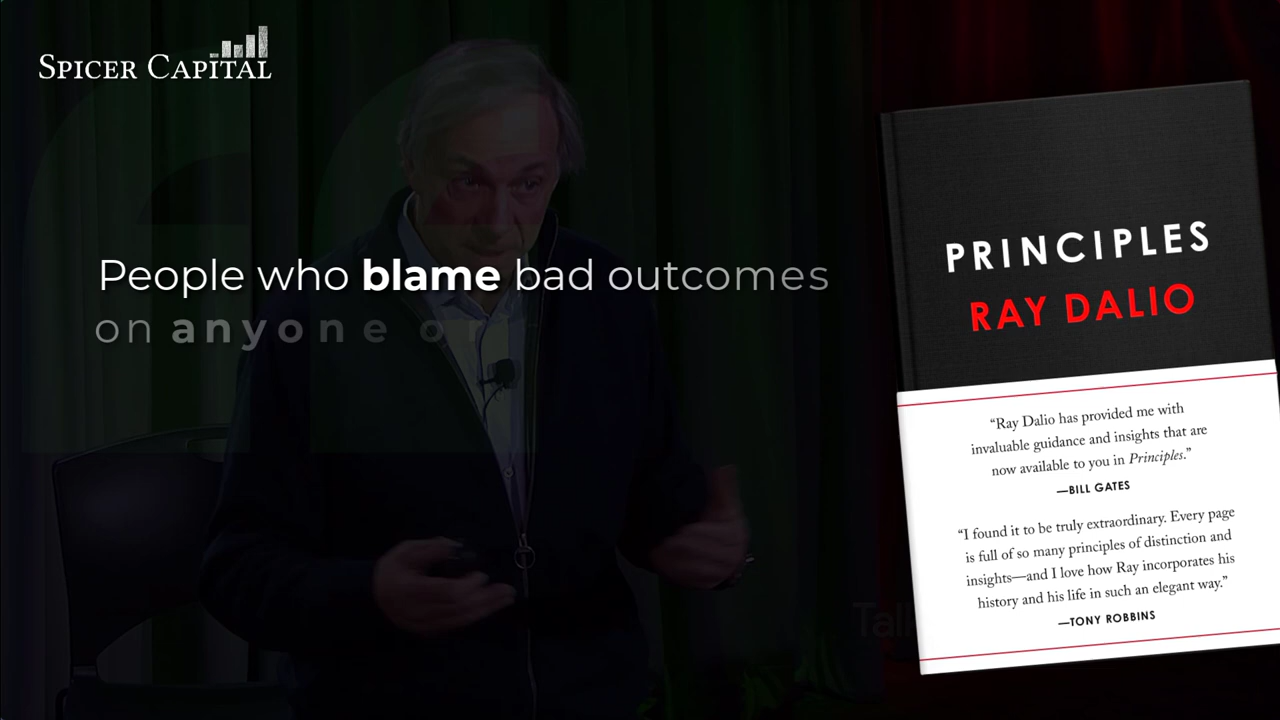 SPICER CAPITAL
People who blame bad outcomes
on anyone or
PRINCIPLES
RAY DALIO
“Ray Dalio has provided me with
invaluable guidance and insights that are
now available to you in Principles.”
—BILL GATES
“I found it to be truly extraordinary. Every page
is full of so many principles of distinction and
insights—and I love how Ray incorporates his
history and his life in such an elegant way.”
—TONY ROBBINS